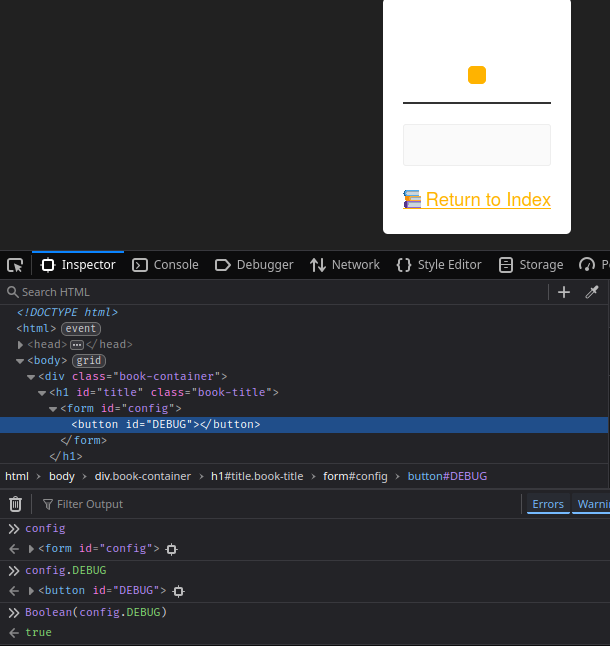 📚 Return to Index
Inspector Console Debugger Network Style Editor Storage P
Search HTML
<!DOCTYPE html>
<html> event
<head> ⋯ </head>
<body> grid
<div class="book-container">
<h1 id="title" class="book-title">
<form id="config">
<button id="DEBUG"></button>
</form>
</h1>
html > body > div.book-container > h1#title.book-title > form#config > button#DEBUG
Filter Output Errors Warni
config
<form id="config">
config.DEBUG
<button id="DEBUG">
Boolean(config.DEBUG)
true